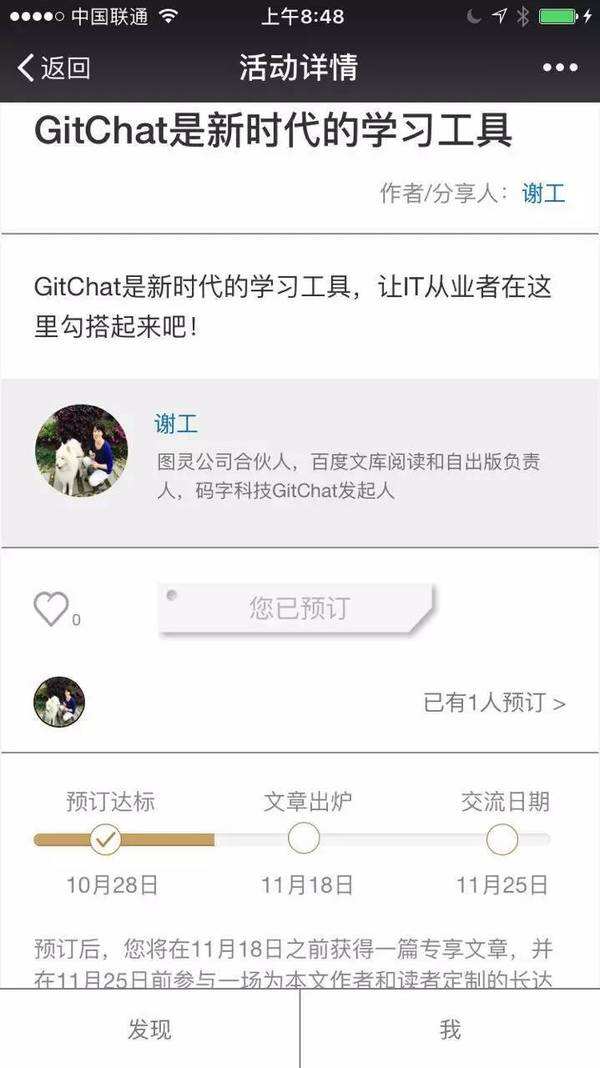 中国联通
上午8:48
返回
活动详情
GitChat是新时代的学习工具
作者/分享人：谢工
GitChat是新时代的学习工具，让IT从业者在这
里勾搭起来吧！
谢工
图灵公司合伙人，百度文库阅读和自出版负责
人，码字科技GitChat发起人
0
您已预订
已有1人预订 >
预订达标
文章出炉
交流日期
10月28日
11月18日
11月25日
预订后，您将在11月18日之前获得一篇专享文章，并
在11月25日前参与一场为本文作者和读者定制的长达
发现
我